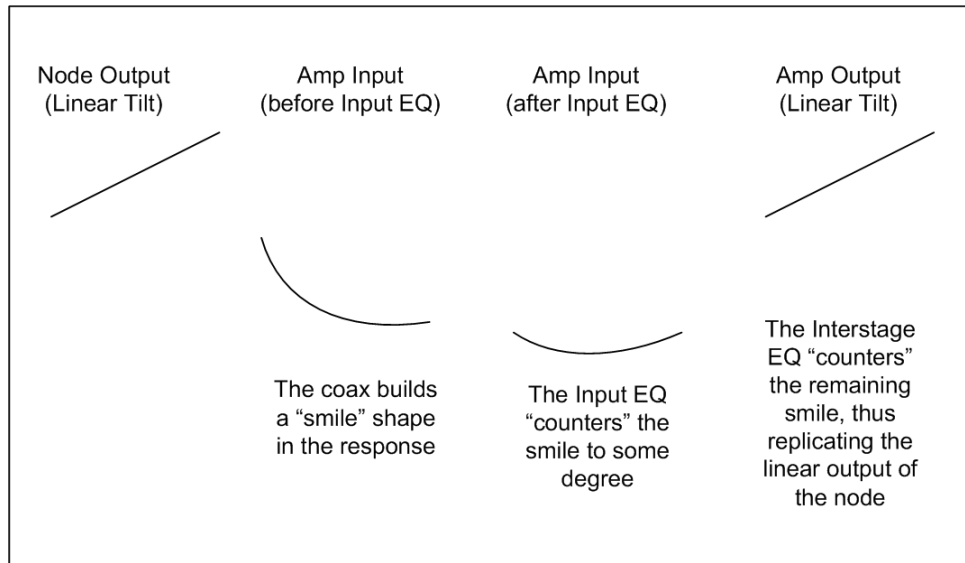 Node Output
(Linear Tilt)
Amp Input
(before Input EQ)
Amp Input
(after Input EQ)
Amp Output
(Linear Tilt)
The coax builds
a “smile” shape
in the response
The Input EQ
“counters” the
smile to some
degree
The Interstage
EQ “counters”
the remaining
smile, thus
replicating the
linear output of
the node